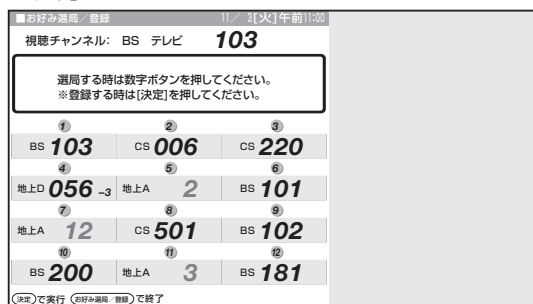 ■お好み選局／登録 11／ 3[火]午前11:00
視聴チャンネル: BS テレビ 103
選局する時は数字ボタンを押してください。
※登録する時は[決定]を押してください。
① ② ③
BS 103 CS 006 CS 220
④ ⑤ ⑥
地上D 056 -3 地上A 2 BS 101
⑦ ⑧ ⑨
地上A 12 CS 501 BS 102
⑩ ⑪ ⑫
BS 200 地上A 3 BS 181
(決定)で実行 (お好み選局／登録)で終了